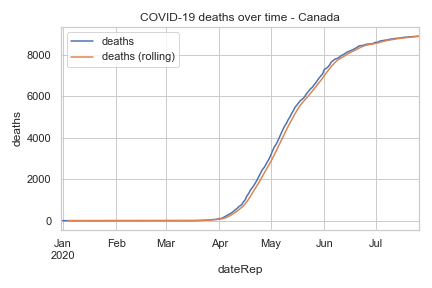 COVID-19 deaths over time - Canada
deaths
deaths (rolling)
8000
6000
4000
2000
0
deaths
Jan Feb Mar Apr May Jun Jul
2020
dateRep